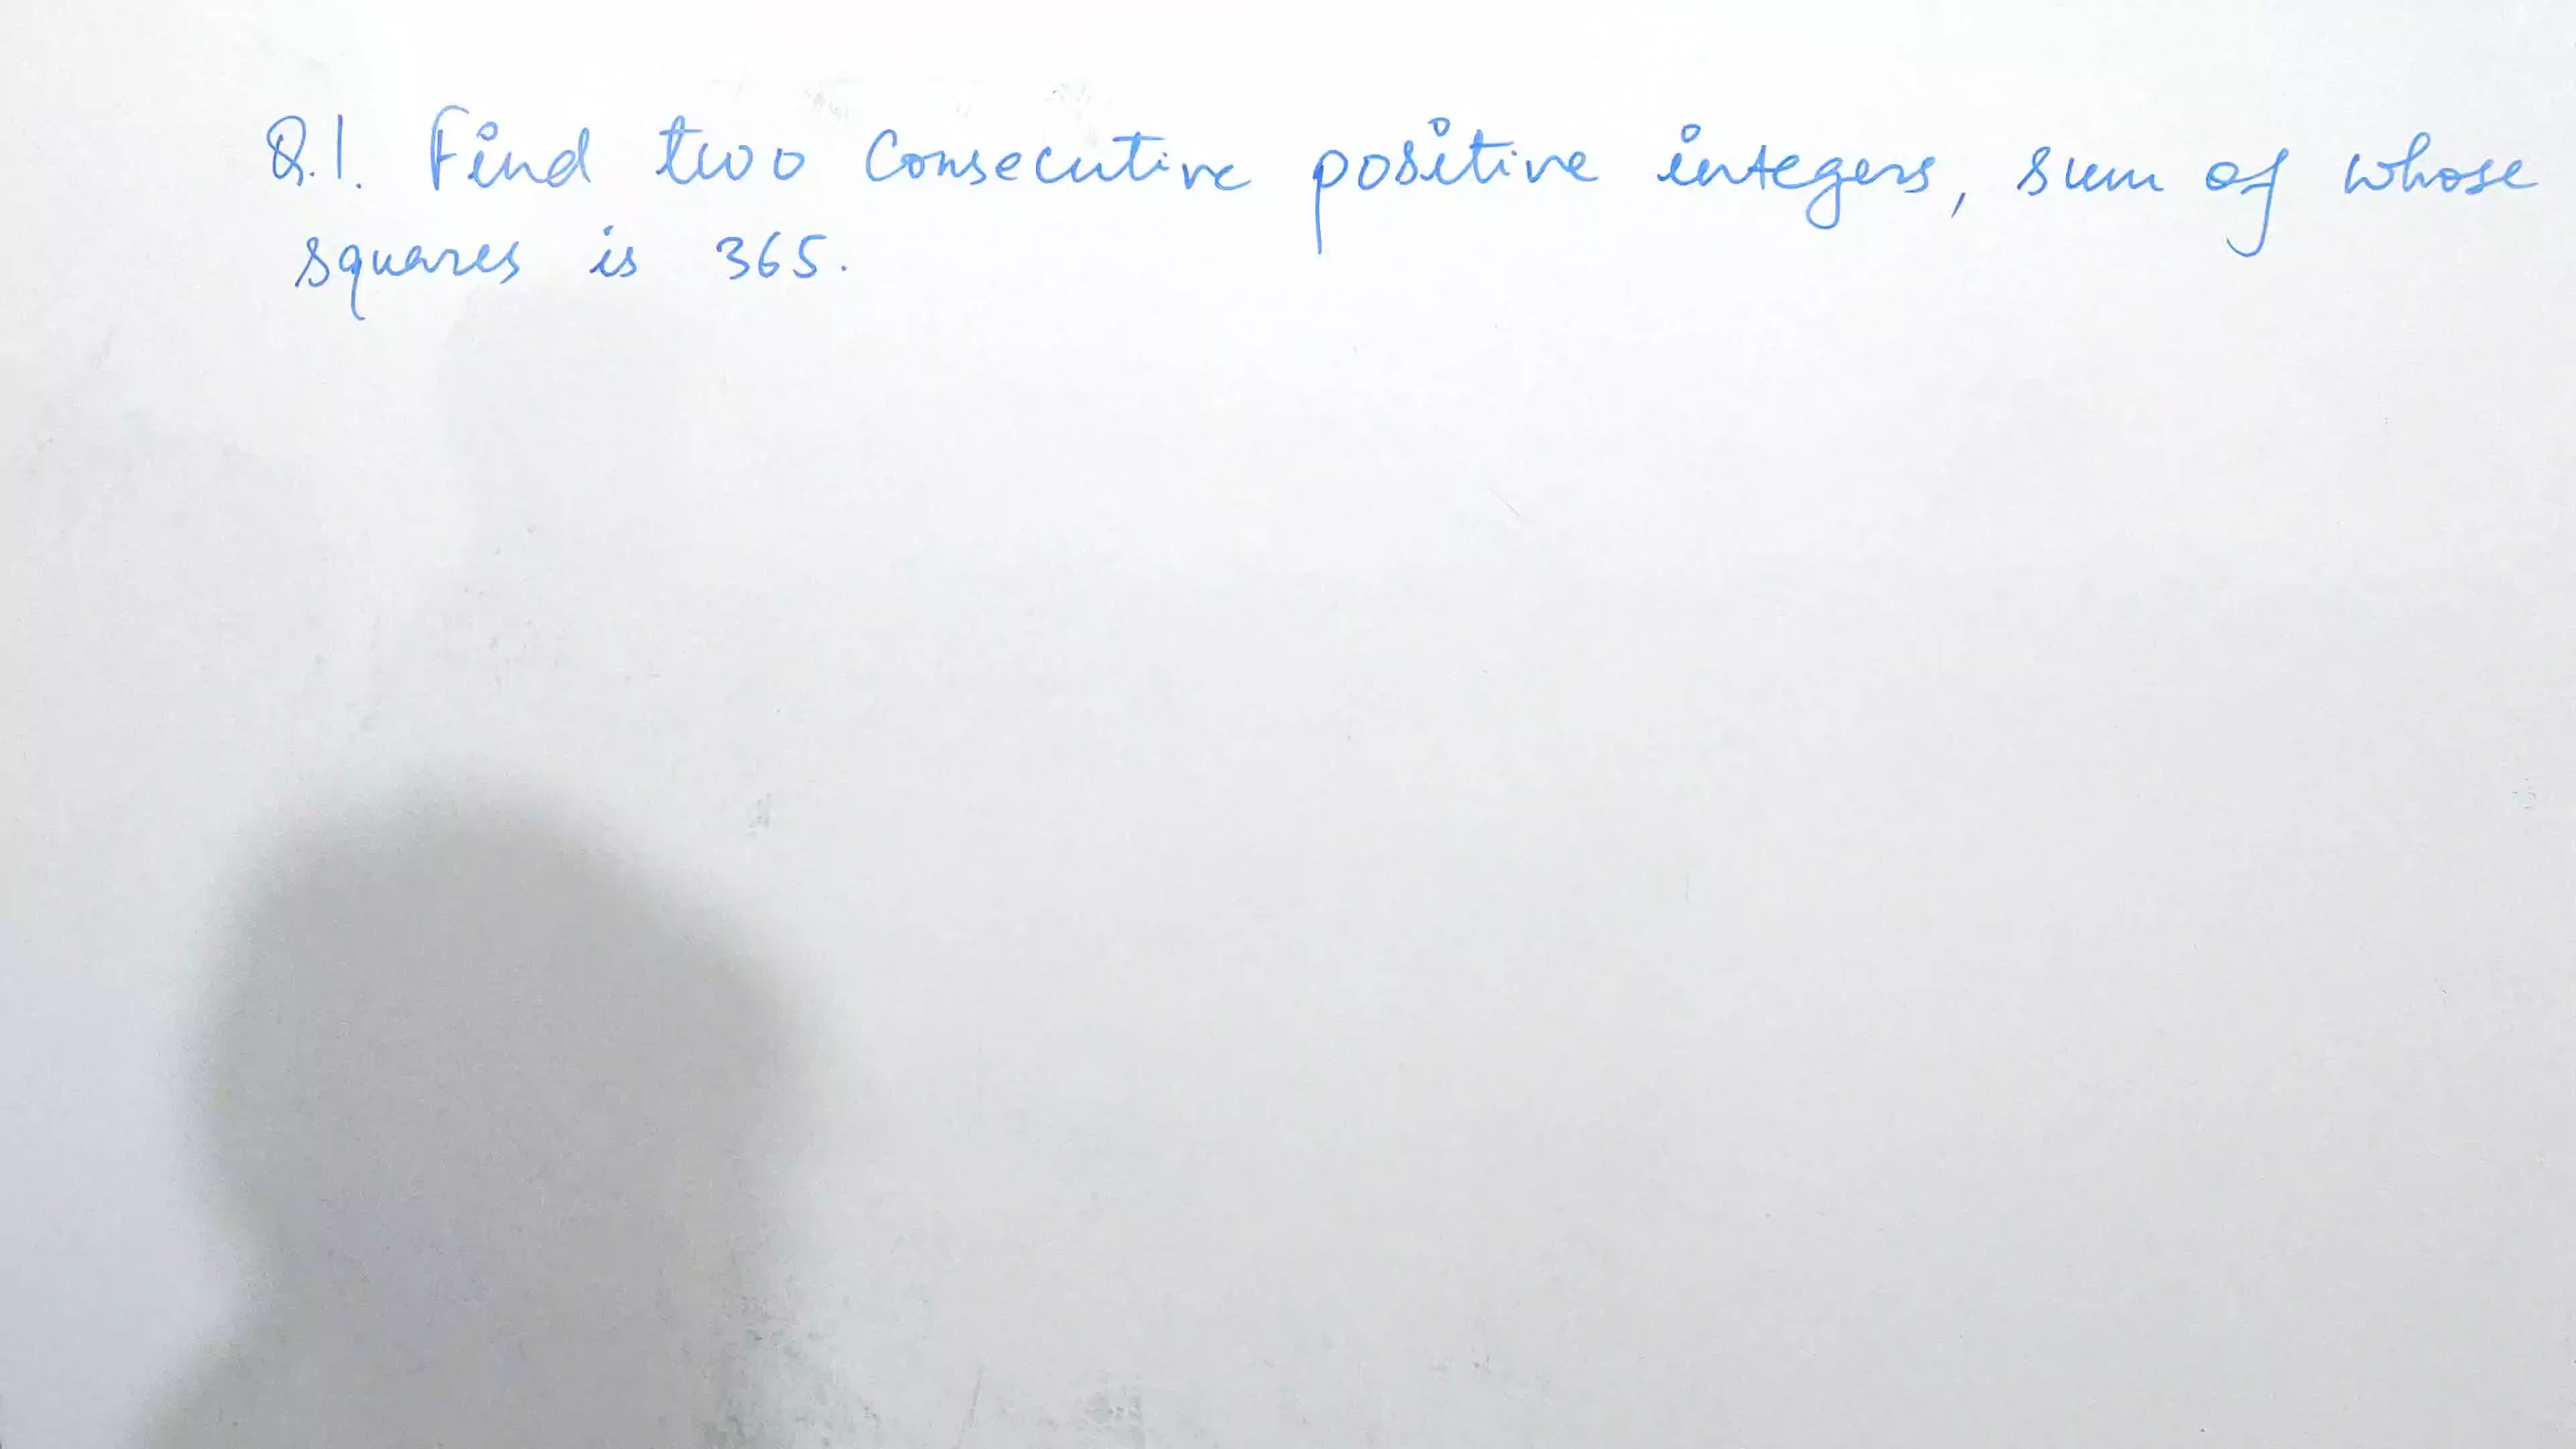 Q.1. Find two Consecutive positive integers, sum of whose
squares is 365.